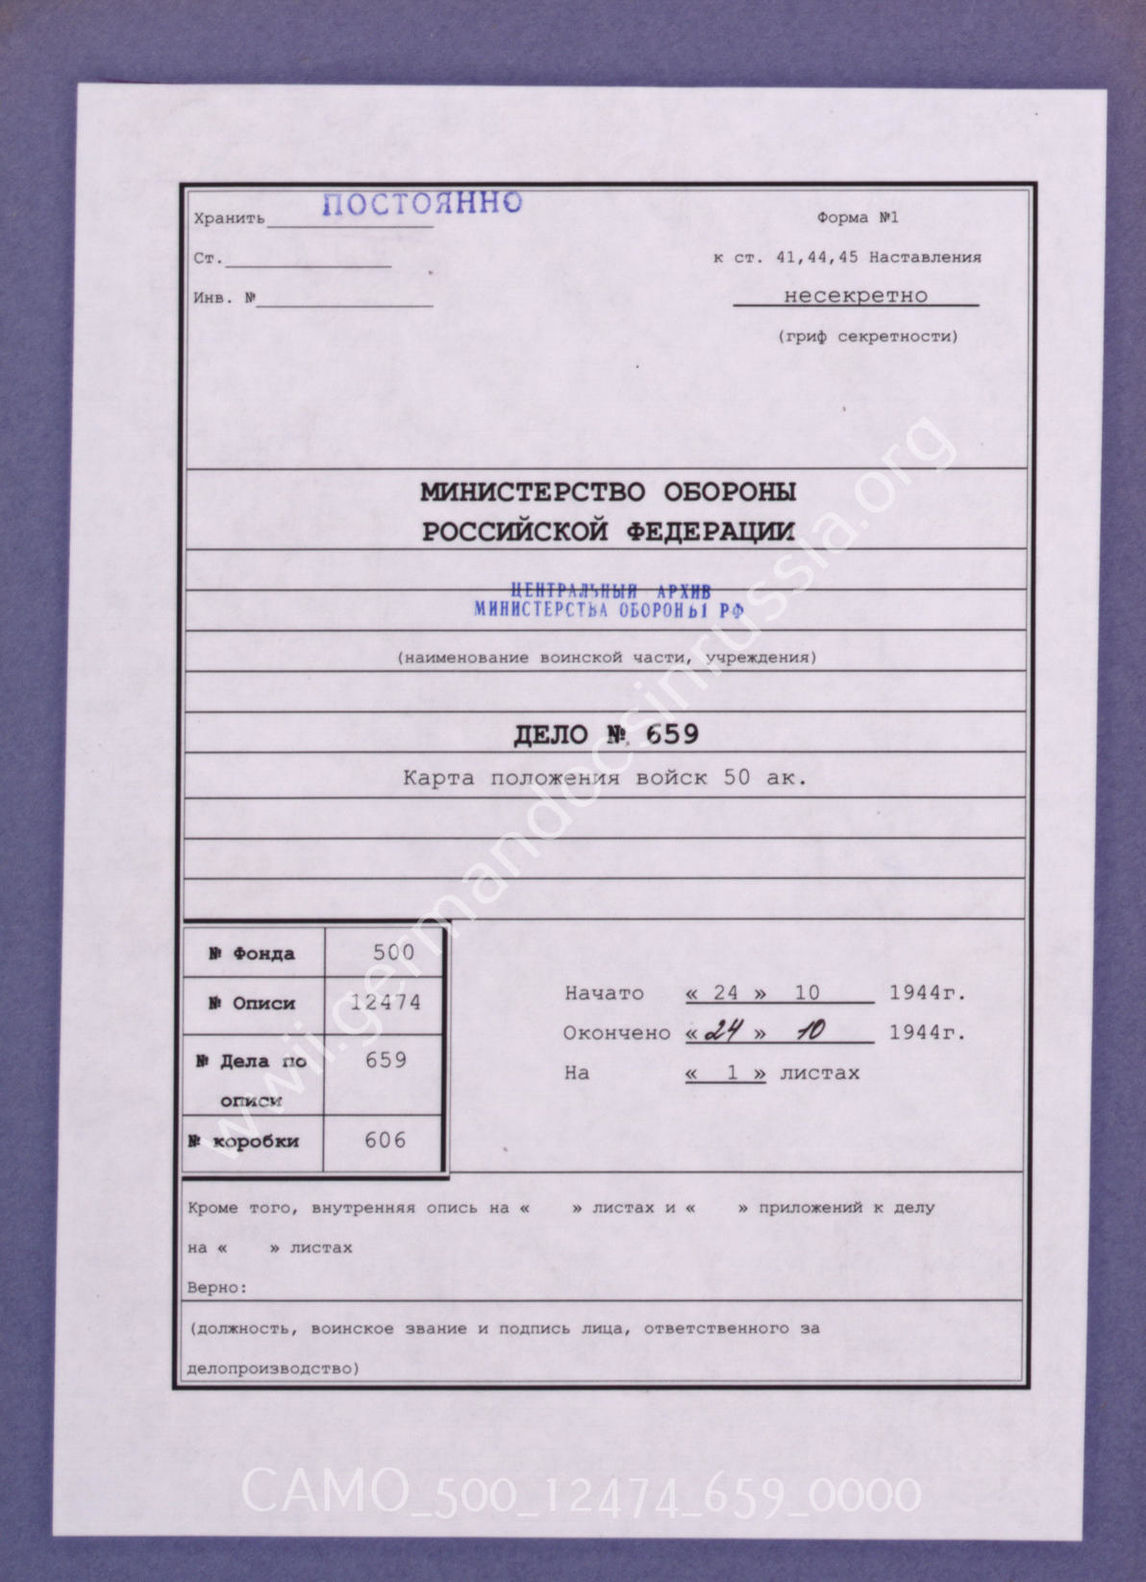 Хранить ПОСТОЯННО
Форма №1
Ст.
к ст. 41,44,45 Наставления
Инв. №
несекретно
(гриф секретности)
МИНИСТЕРСТВО ОБОРОНЫ
РОССИЙСКОЙ ФЕДЕРАЦИИ
ЦЕНТРАЛЬНЫЙ АРХИВ
МИНИСТЕРСТВА ОБОРОНЫ РФ
(наименование воинской части, учреждения)
ДЕЛО № 659
Карта положения войск 50 ак.
№ Фонда 500
№ Описи 12474
№ Дела по 659
описи
№ коробки 606
Начато « 24 » 10 1944г.
Окончено « 24 » 10 1944г.
На « 1 » листах
Кроме того, внутренняя опись на « » листах и « » приложений к делу
на « » листах
Верно:
(должность, воинское звание и подпись лица, ответственного за
делопроизводство)
wwii.germandocsinrussia.org
CAMO_500_12474_659_0000